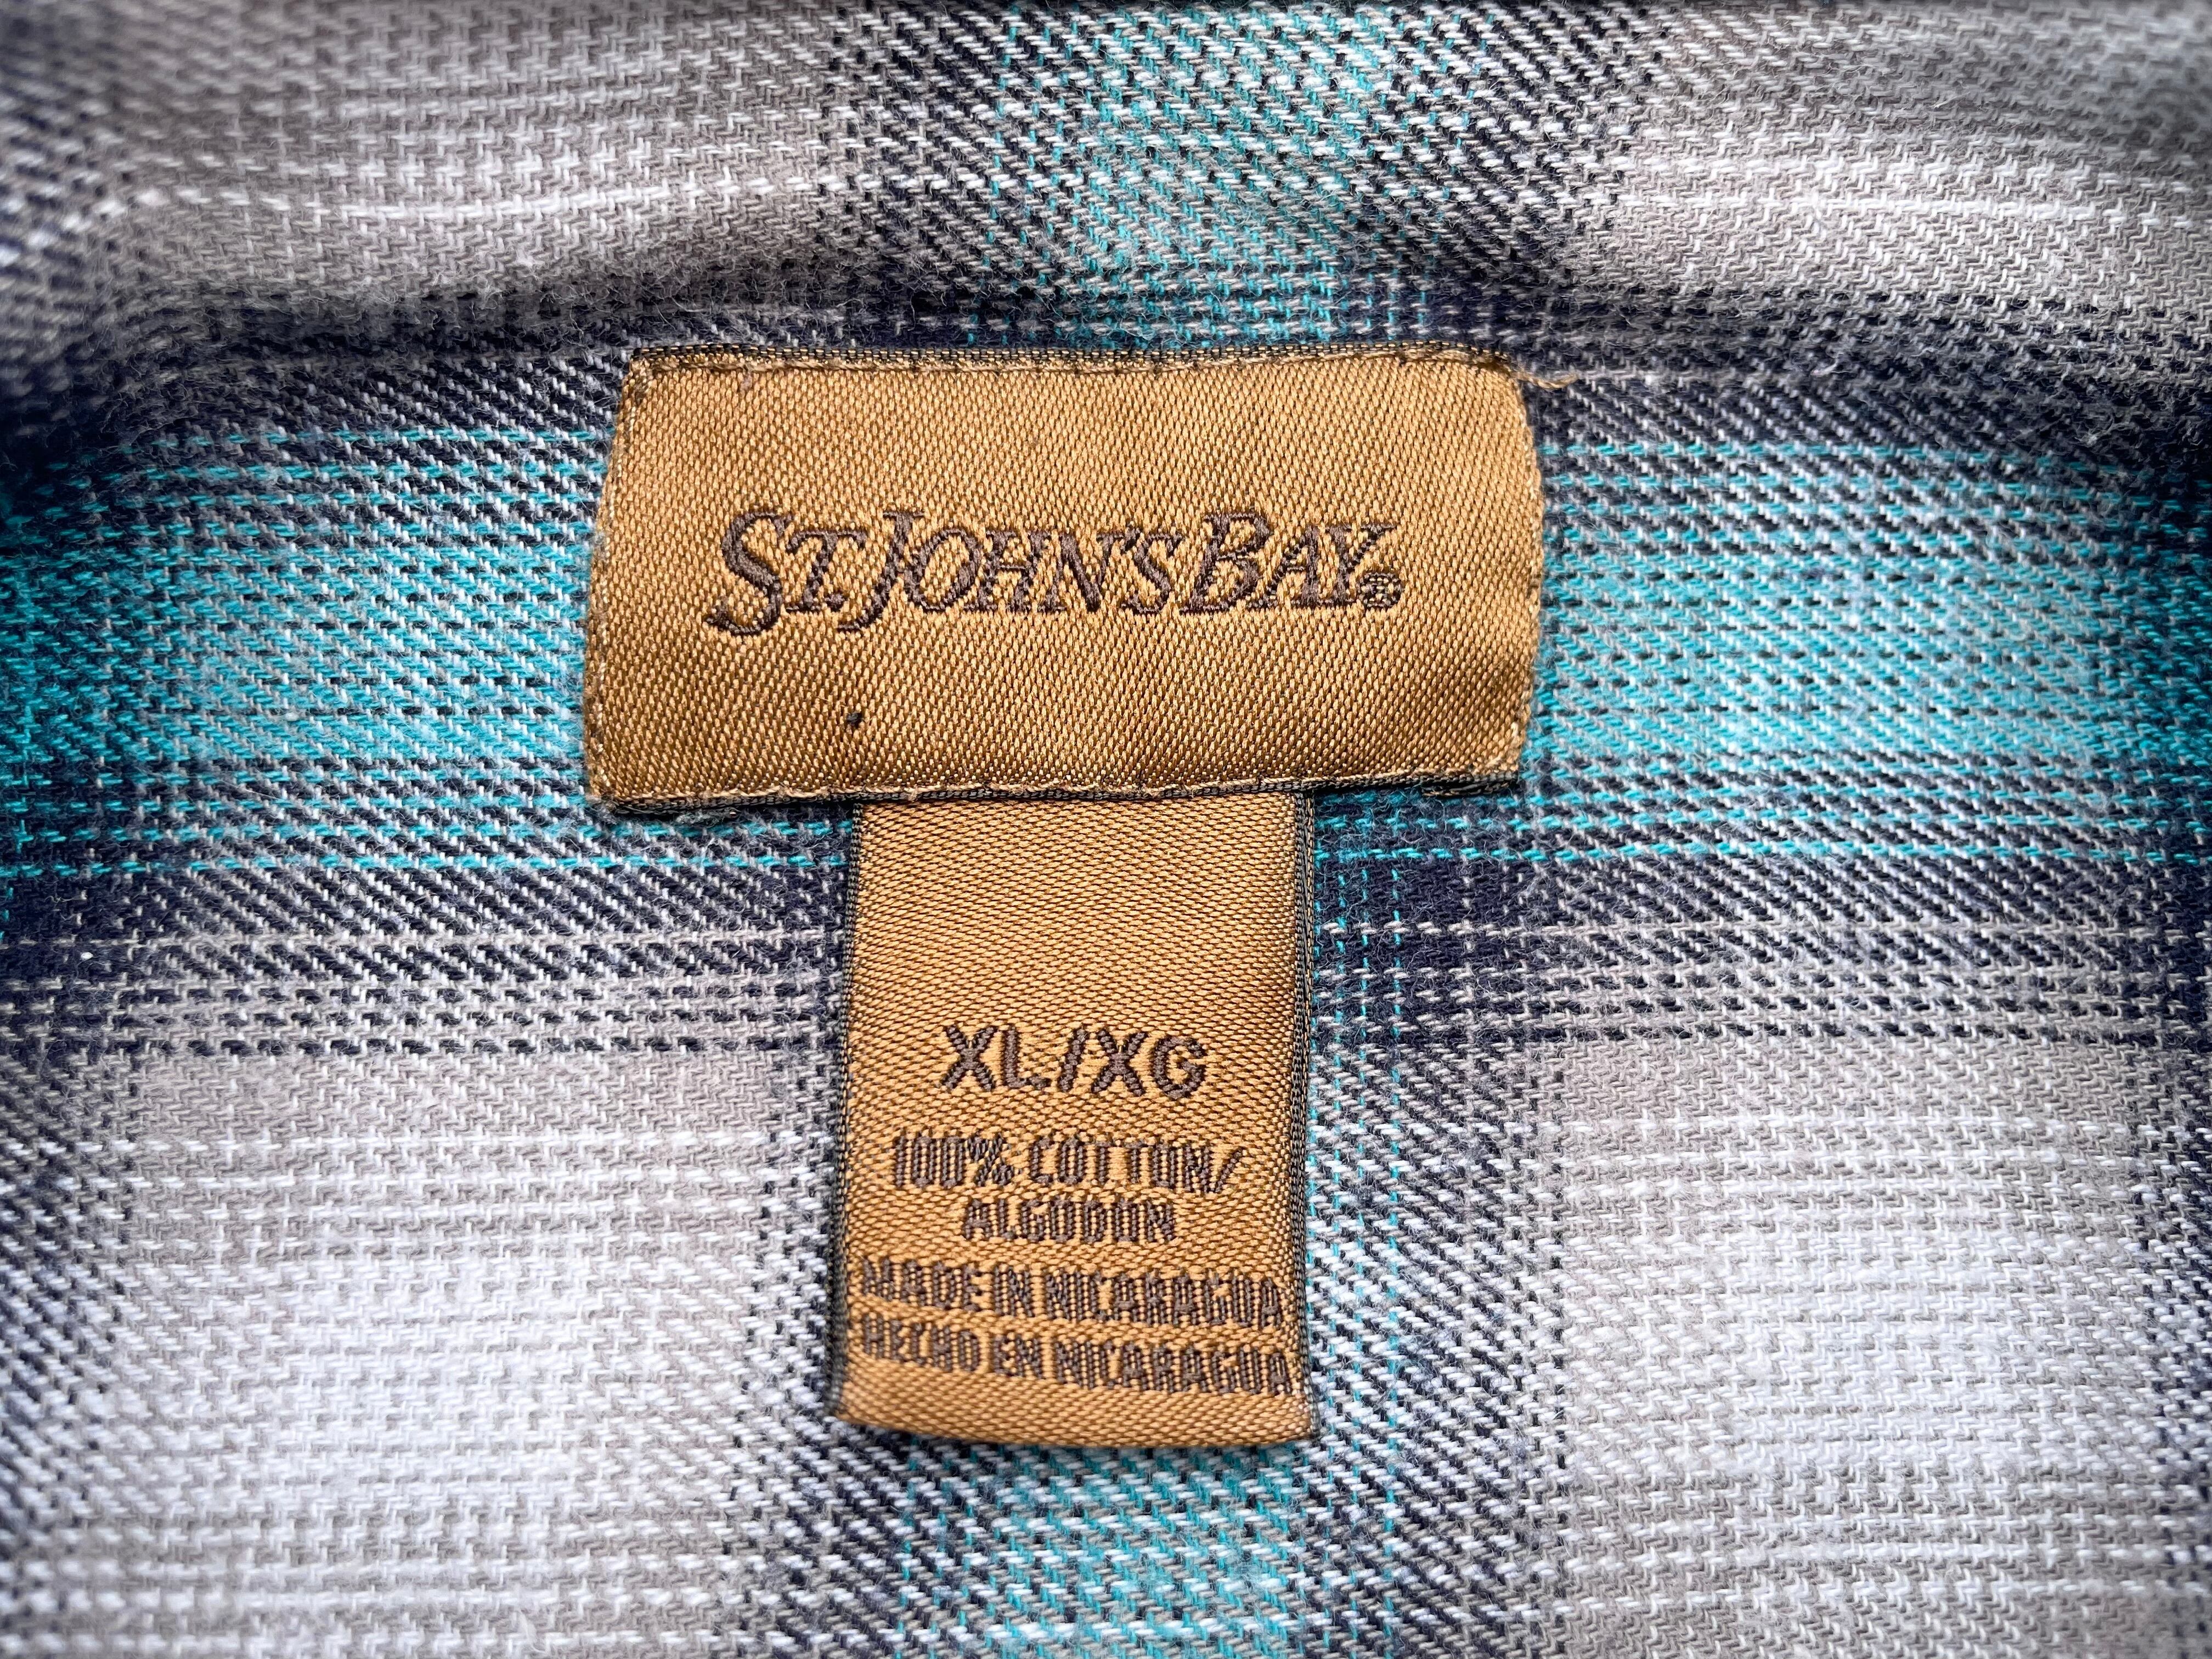 ST. JOHN'S BAY®
XL/XG
100% COTTON/
ALGODON
MADE IN NICARAGUA
HECHO EN NICARAGUA